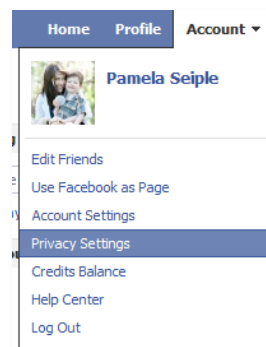 Home Profile Account ▾
Pamela Seiple
Edit Friends
Use Facebook as Page
Account Settings
Privacy Settings
Credits Balance
Help Center
Log Out